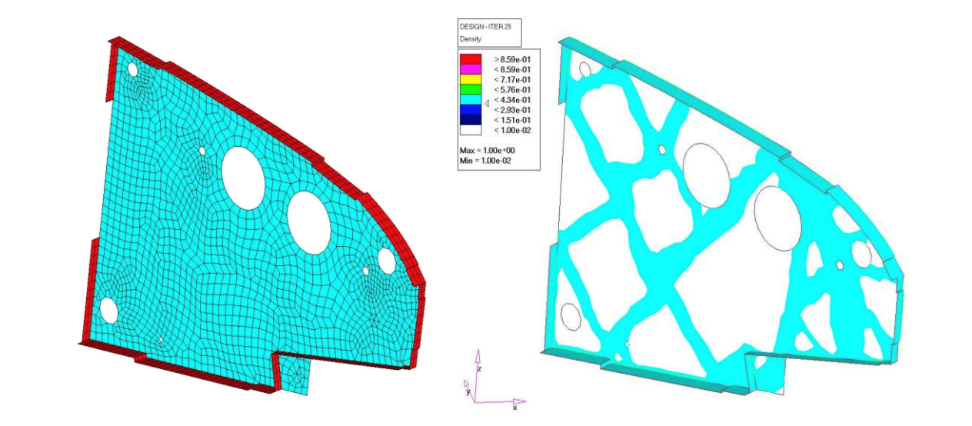 DESIGN-ITER 25
Density
> 8.59e-01
< 8.59e-01
< 7.17e-01
< 5.76e-01
< 4.34e-01
< 2.93e-01
< 1.51e-01
< 1.00e-02
Max = 1.00e+00
Min = 1.00e-02
z
y
x